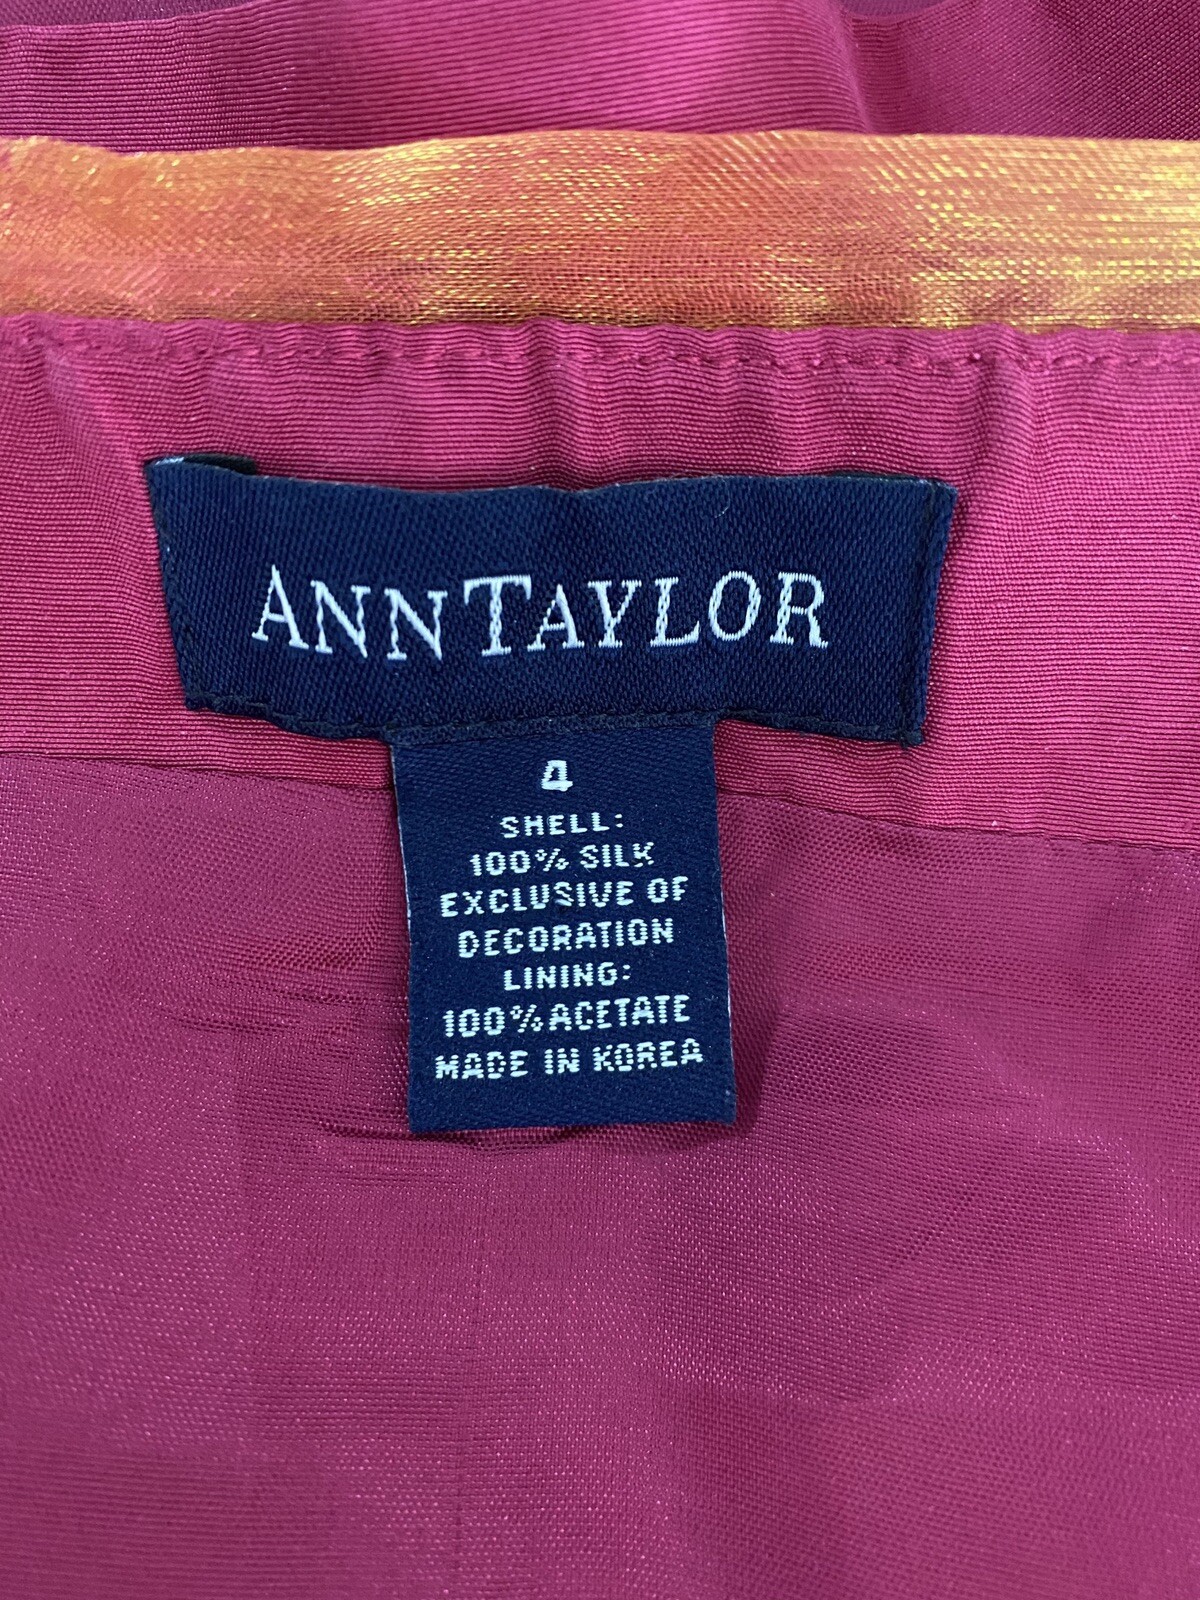 ANNTAYLOR
4
SHELL:
100% SILK
EXCLUSIVE OF
DECORATION
LINING:
100% ACETATE
MADE IN KOREA